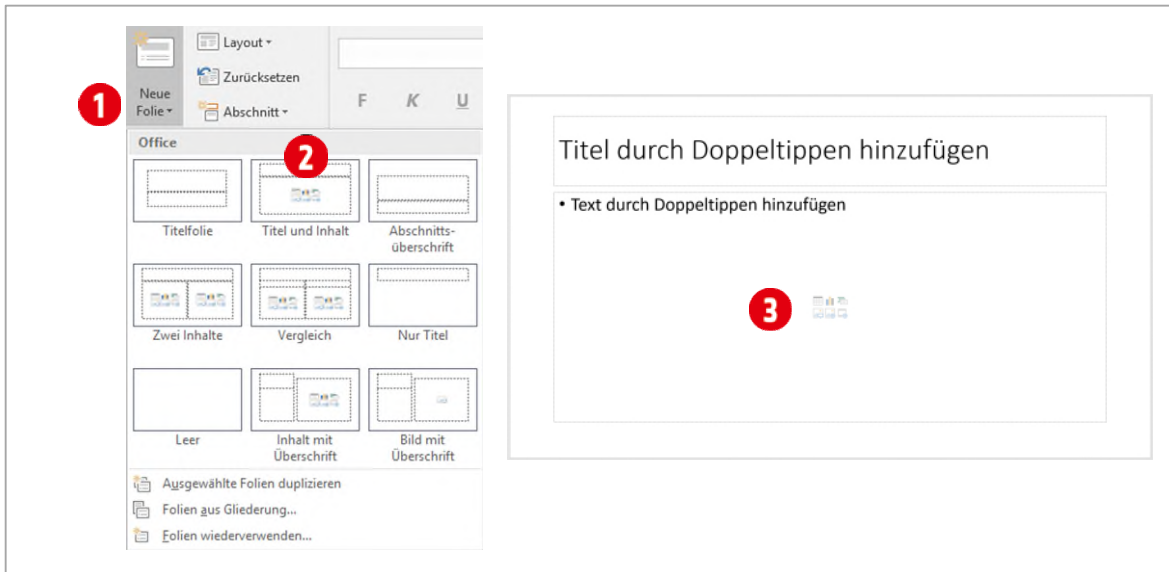 Layout
Zurücksetzen
Abschnitt
Neue
Folie
F K U
1
Office
2
Titelfolie
Titel und Inhalt
Abschnitts-
überschrift
Zwei Inhalte
Vergleich
Nur Titel
Leer
Inhalt mit
Überschrift
Bild mit
Überschrift
Ausgewählte Folien duplizieren
Folien aus Gliederung...
Folien wiederverwenden...
Titel durch Doppeltippen hinzufügen
• Text durch Doppeltippen hinzufügen
3